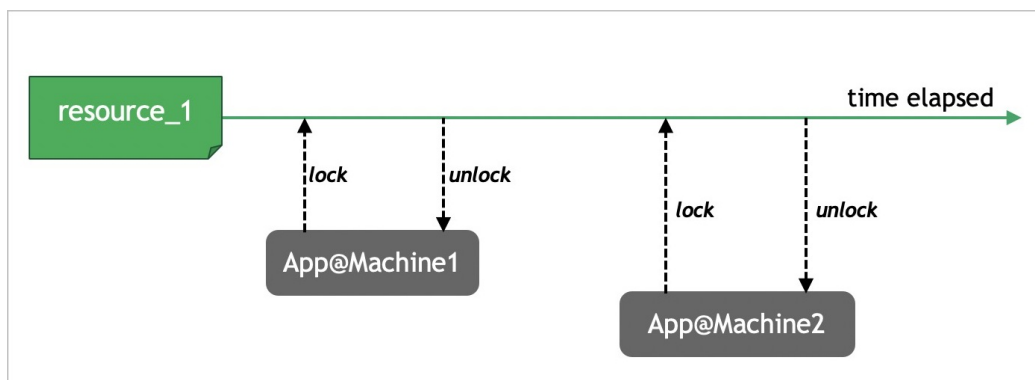 resource_1
time elapsed
lock
unlock
lock
unlock
App@Machine1
App@Machine2